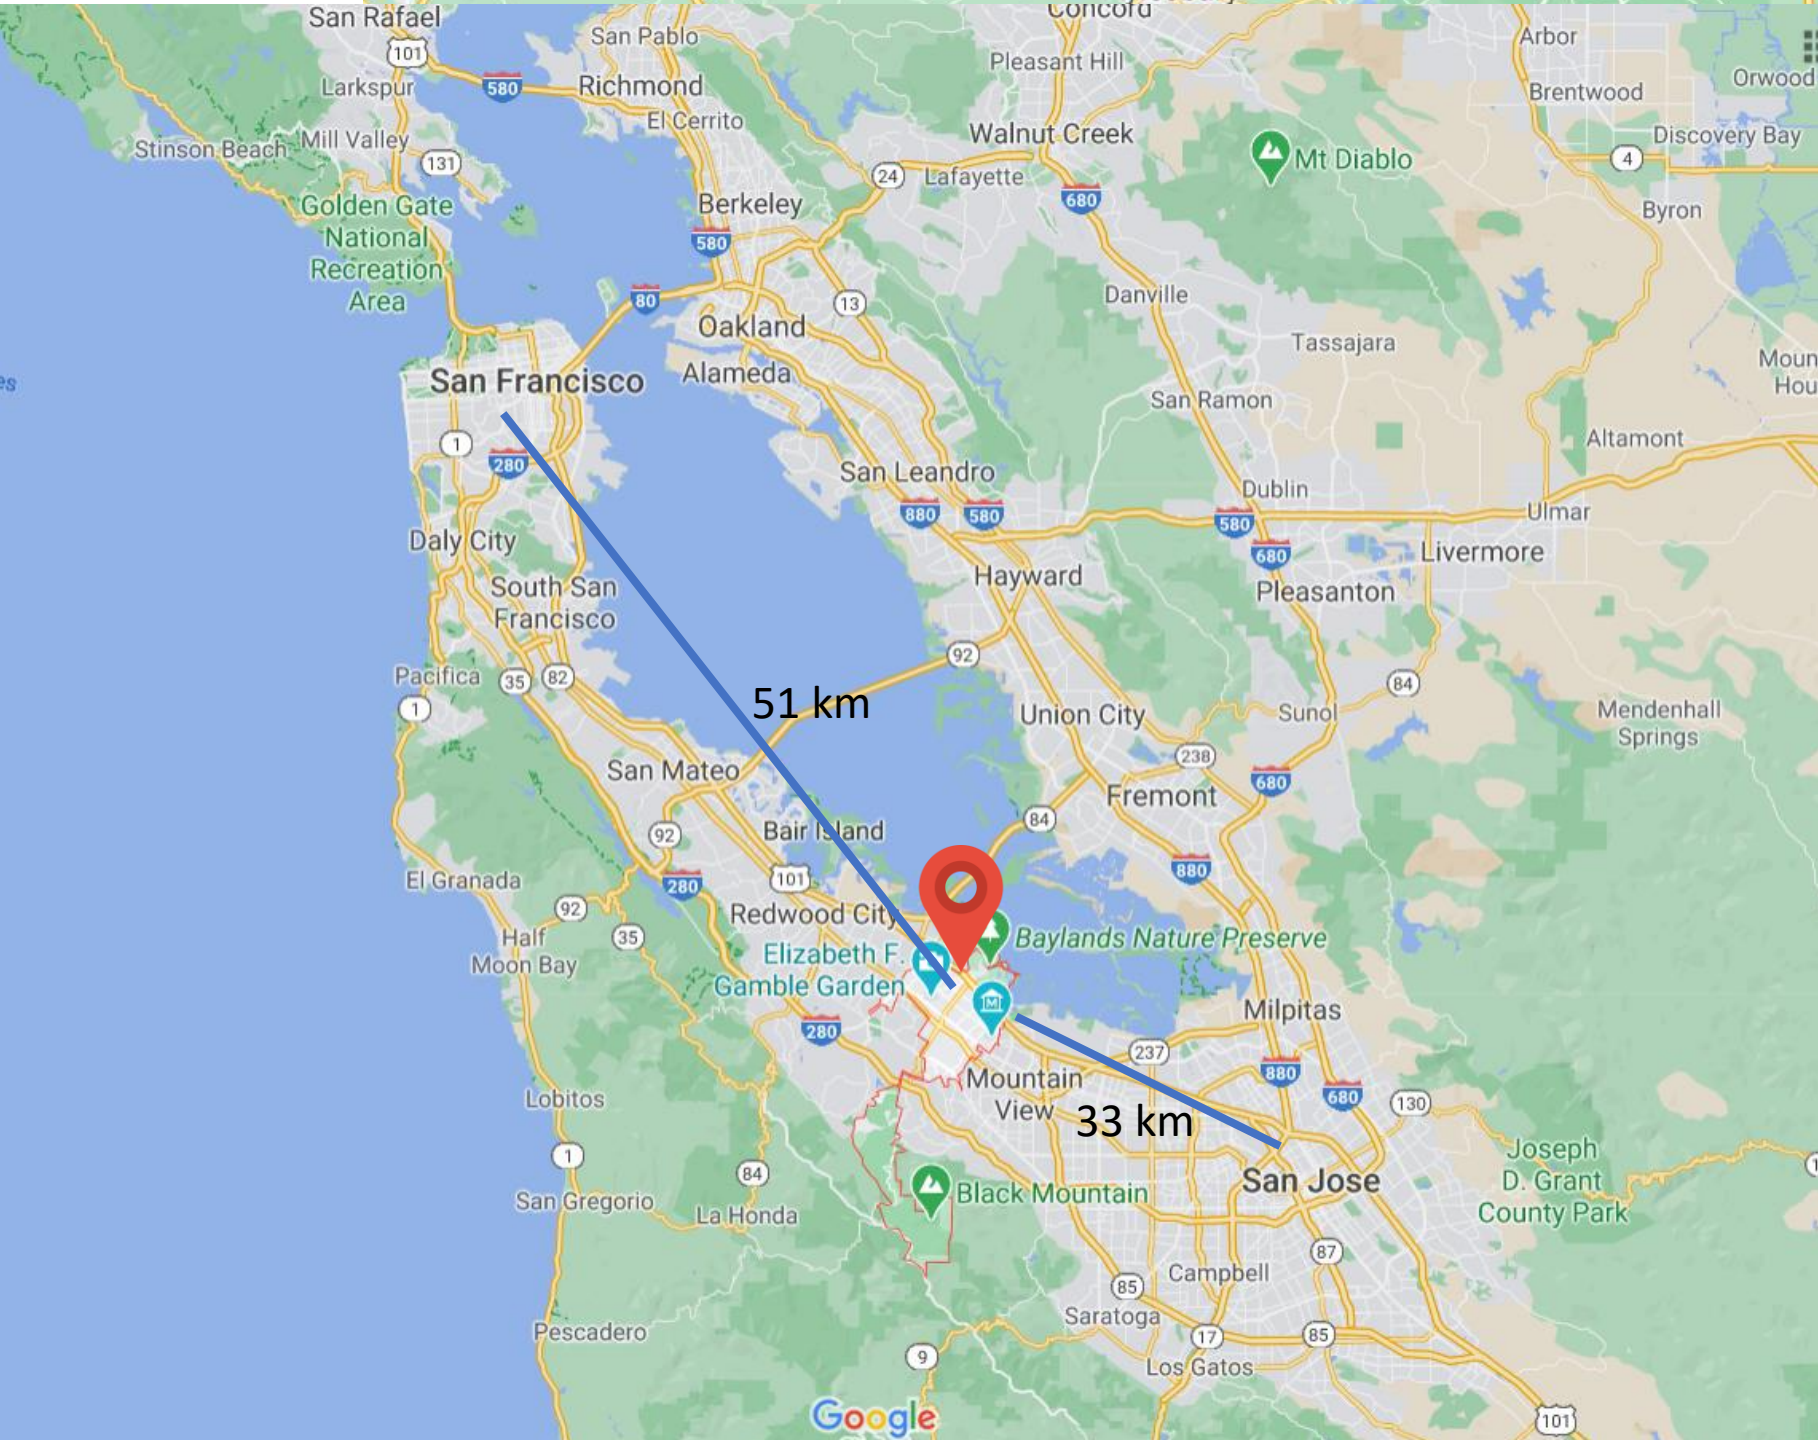 San Rafael
101
Larkspur
580
San Pablo
Richmond
El Cerrito
Concord
Pleasant Hill
Arbor
Brentwood
Orwood
Stinson Beach
Mill Valley
131
Walnut Creek
24
Lafayette
680
Mt Diablo
Discovery Bay
4
Golden Gate
National
Recreation
Area
Berkeley
580
Byron
80
13
Danville
Oakland
Alameda
Tassajara
San Francisco
San Ramon
1
280
San Leandro
880
580
Altamont
Dublin
580
Ulmar
680
Livermore
Daly City
South San
Francisco
Hayward
Pleasanton
92
Pacifica
35
82
1
84
51 km
Union City
Sunol
Mendenhall
Springs
San Mateo
238
680
Fremont
Bair Island
84
92
101
880
El Granada
280
92
35
Redwood City
Half
Moon Bay
Elizabeth F.
Gamble Garden
Baylands Nature Preserve
280
M
Milpitas
237
Mountain
View
880
680
130
Lobitos
33 km
1
84
San Gregorio
La Honda
Black Mountain
San Jose
Joseph
D. Grant
County Park
87
Campbell
85
Saratoga
Pescadero
17
85
9
Los Gatos
Google
101